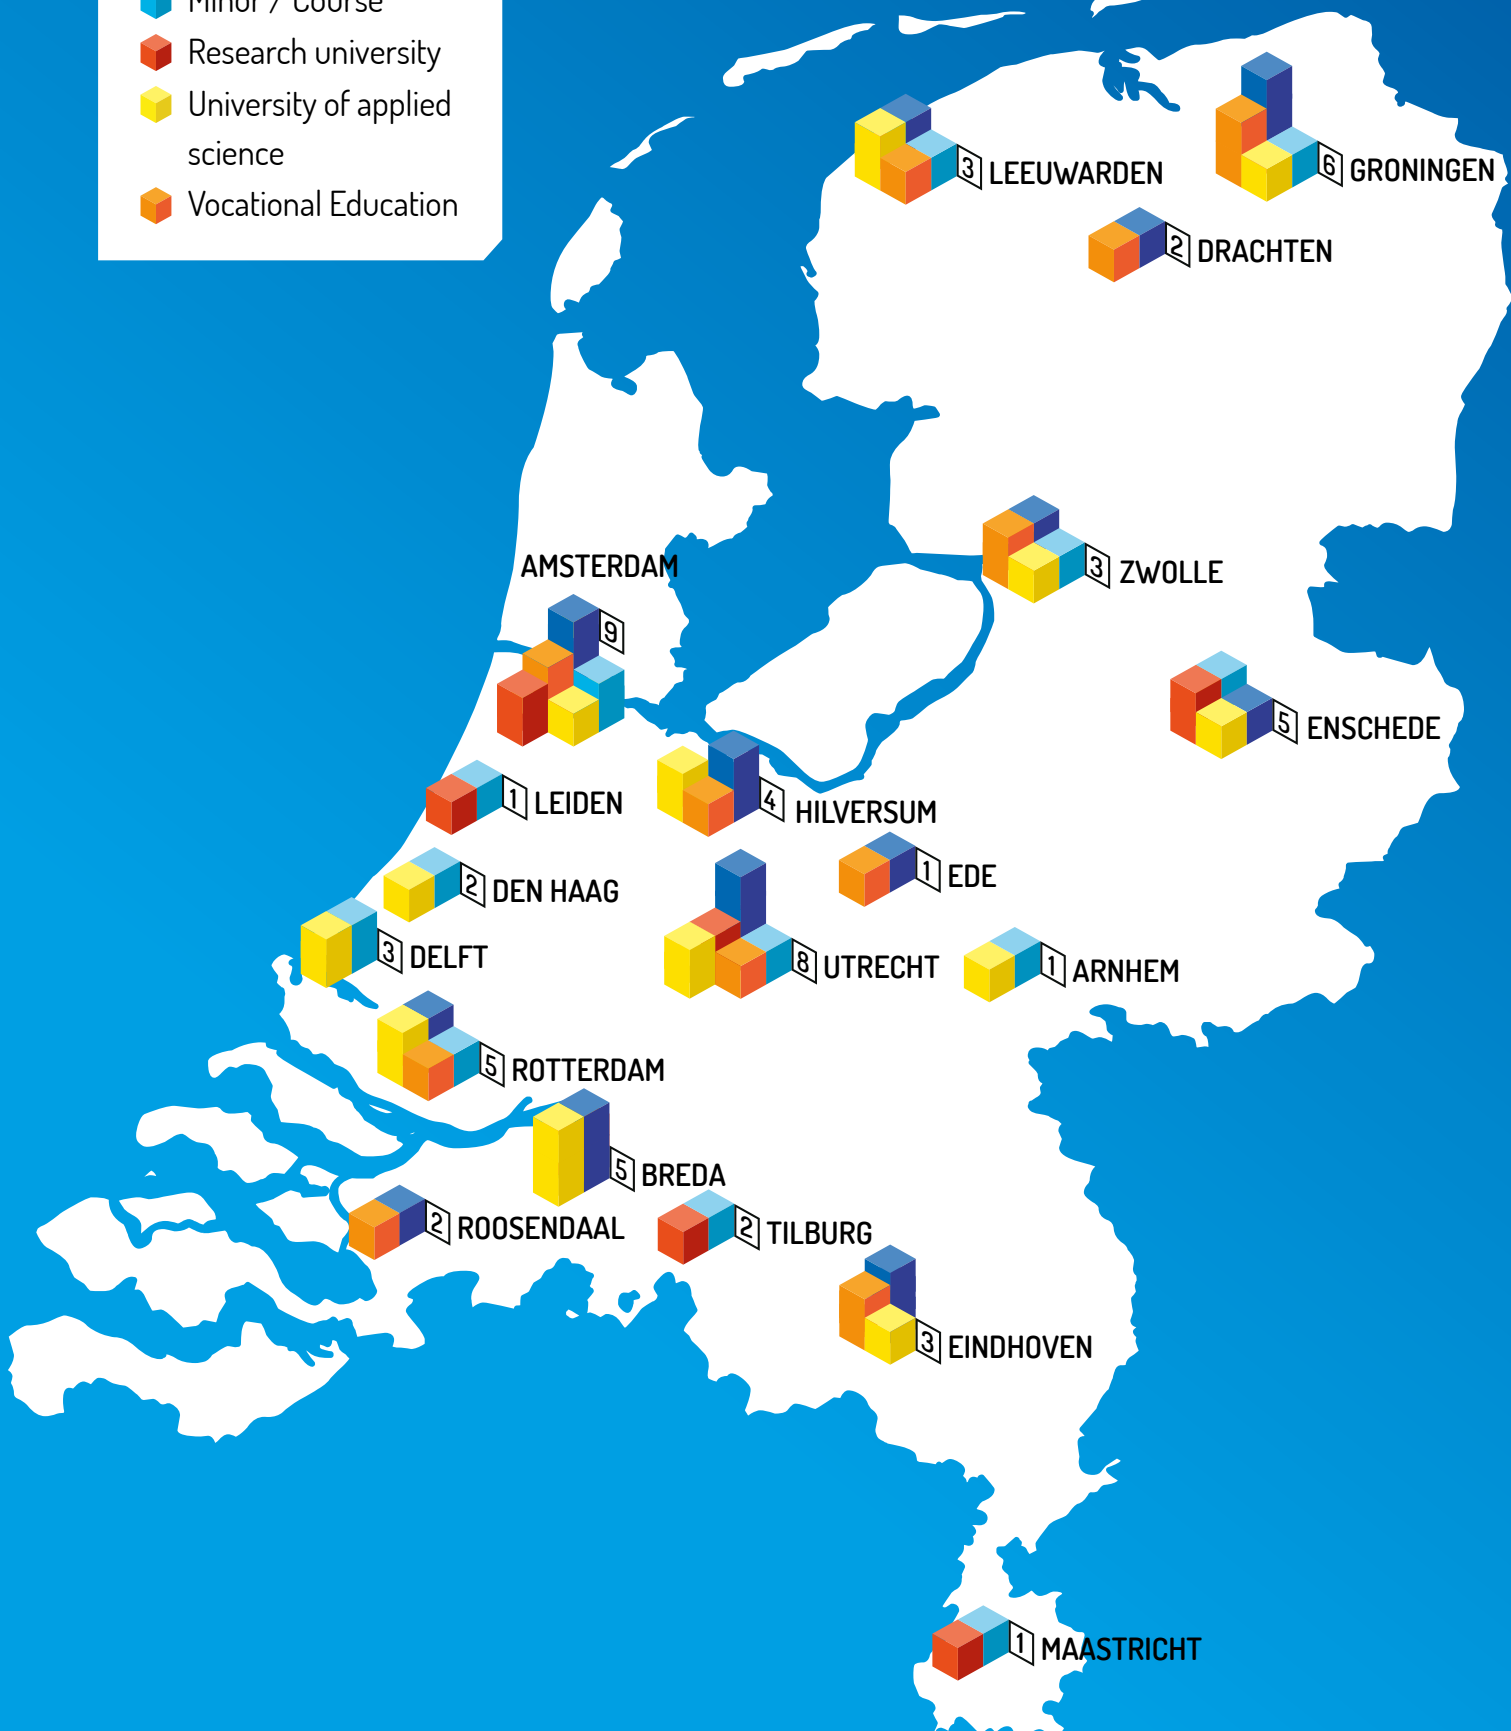 Minor / Course
Research university
University of applied
science
Vocational Education
3 LEEUWARDEN
6 GRONINGEN
2 DRACHTEN
AMSTERDAM
9
3 ZWOLLE
5 ENSCHEDE
1 LEIDEN
4 HILVERSUM
2 DEN HAAG
1 EDE
3 DELFT
8 UTRECHT
1 ARNHEM
5 ROTTERDAM
5 BREDA
2 ROOSENDAAL
2 TILBURG
3 EINDHOVEN
1 MAASTRICHT